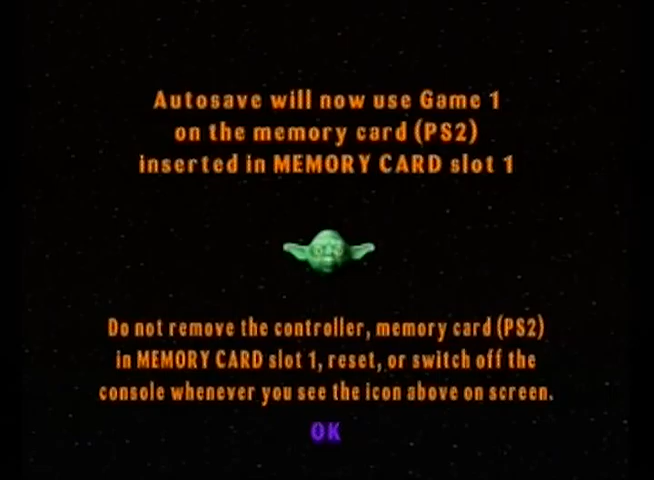 Autosave will now use Game 1
on the memory card (PS2)
inserted in MEMORY CARD slot 1
Do not remove the controller, memory card (PS2)
in MEMORY CARD slot 1, reset, or switch off the
console whenever you see the icon above on screen.
OK